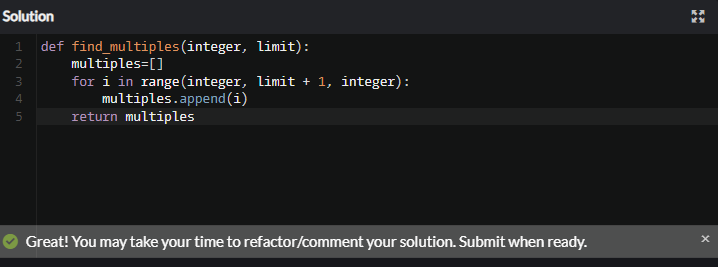 Solution
1 def find_multiples(integer, limit):
2     multiples=[]
3     for i in range(integer, limit + 1, integer):
4         multiples.append(i)
5     return multiples
Great! You may take your time to refactor/comment your solution. Submit when ready. ×